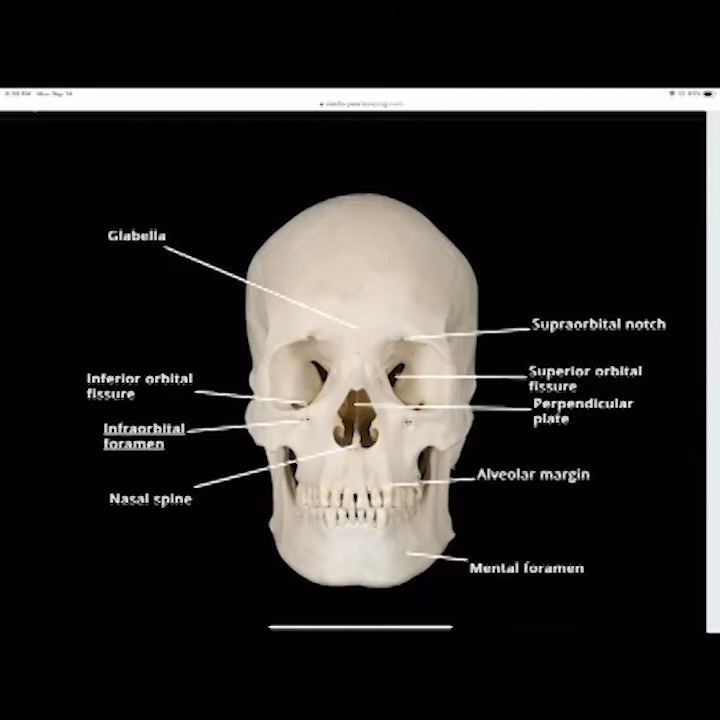 Glabella
Supraorbital notch
Inferior orbital
fissure
Superior orbital
fissure
Perpendicular
plate
Infraorbital
foramen
Alveolar margin
Nasal spine
Mental foramen